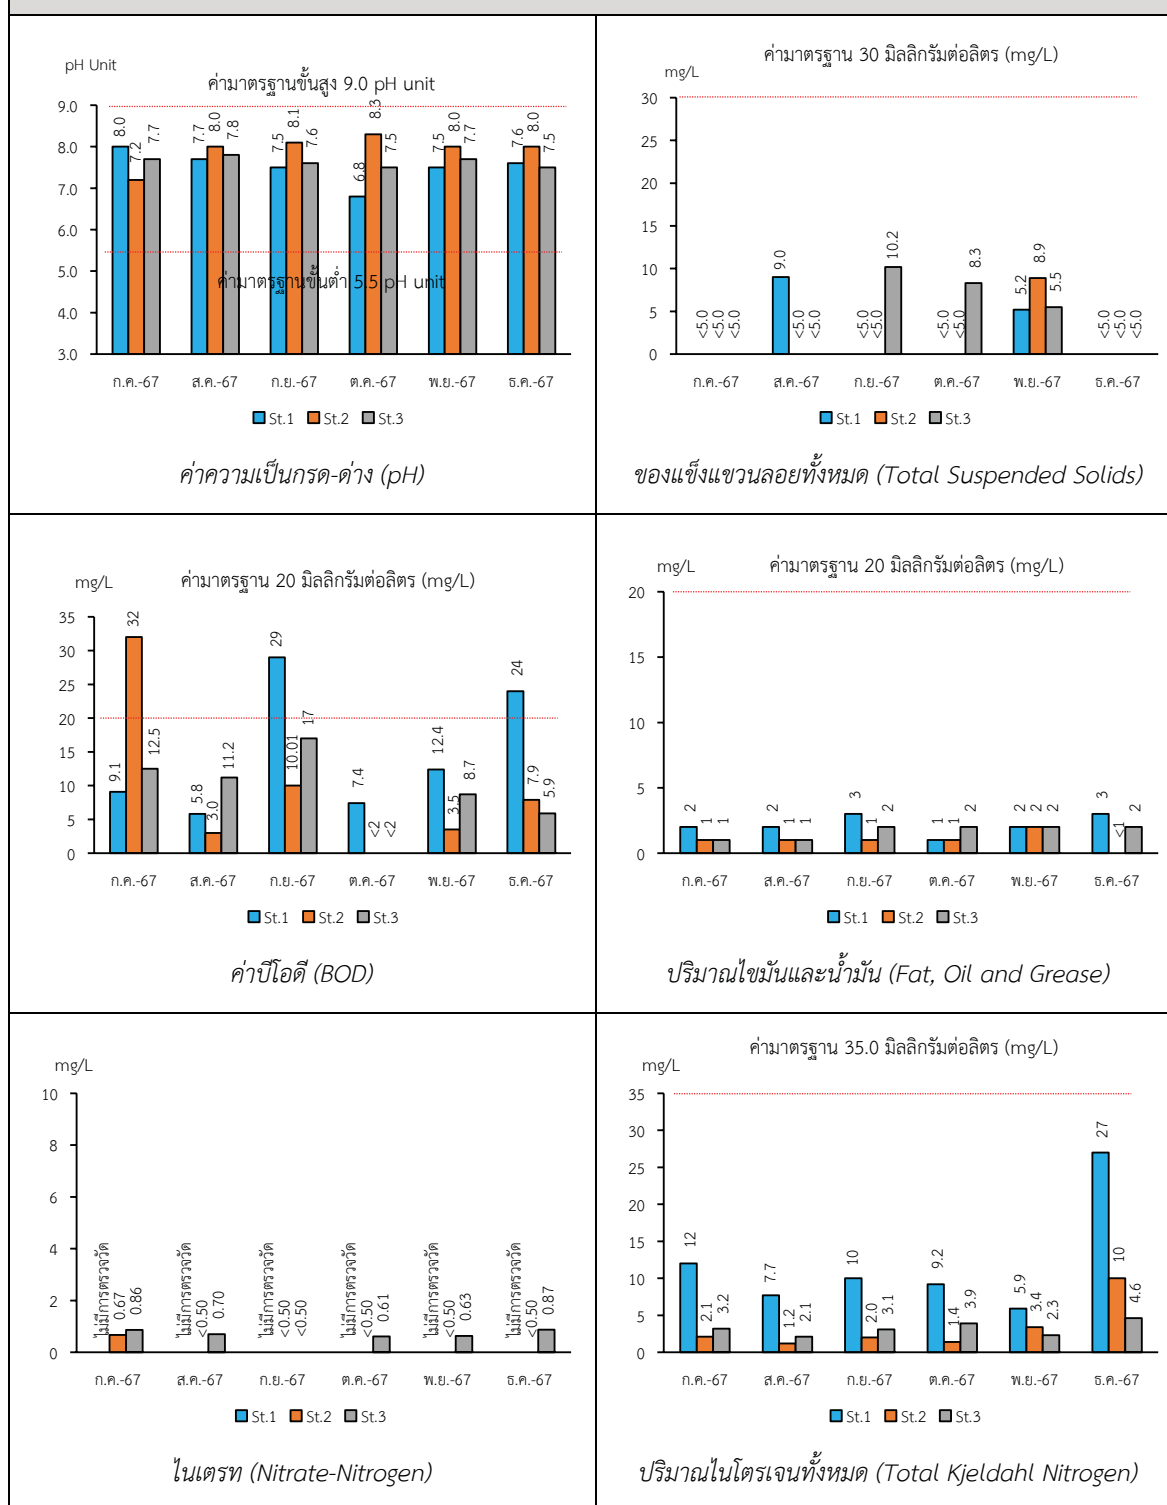 pH Unit
ค่ามาตรฐานขั้นสูง 9.0 pH unit
9.0
8.0
7.0
6.0
5.0
4.0
3.0
8.0 7.2 7.7 7.7 8.0 7.8 7.5 8.1 7.6 6.8 8.3 7.5 7.5 8.0 7.7 7.6 8.0 7.5
ค่ามาตรฐานขั้นต่ำ 5.5 pH unit
ก.ค.-67 ส.ค.-67 ก.ย.-67 ต.ค.-67 พ.ย.-67 ธ.ค.-67
St.1 St.2 St.3
ค่าความเป็นกรด-ด่าง (pH)
ค่ามาตรฐาน 30 มิลลิกรัมต่อลิตร (mg/L)
mg/L
30
25
20
15
10
5
0
<5.0 <5.0 <5.0 9.0 <5.0 <5.0 <5.0 <5.0 10.2 <5.0 <5.0 8.3 5.2 8.9 5.5 <5.0 <5.0 <5.0
ก.ค.-67 ส.ค.-67 ก.ย.-67 ต.ค.-67 พ.ย.-67 ธ.ค.-67
St.1 St.2 St.3
ของแข็งแขวนลอยทั้งหมด (Total Suspended Solids)
mg/L
ค่ามาตรฐาน 20 มิลลิกรัมต่อลิตร (mg/L)
35
30
25
20
15
10
5
0
9.1 32 12.5 5.8 3.0 11.2 29 10.01 17 7.4 <2 <2 12.4 3.5 8.7 24 7.9 5.9
ก.ค.-67 ส.ค.-67 ก.ย.-67 ต.ค.-67 พ.ย.-67 ธ.ค.-67
St.1 St.2 St.3
ค่าบีโอดี (BOD)
mg/L
ค่ามาตรฐาน 20 มิลลิกรัมต่อลิตร (mg/L)
20
15
10
5
0
2 1 1 2 1 1 3 1 2 1 1 2 2 2 2 3 <1 2
ก.ค.-67 ส.ค.-67 ก.ย.-67 ต.ค.-67 พ.ย.-67 ธ.ค.-67
St.1 St.2 St.3
ปริมาณไขมันและน้ำมัน (Fat, Oil and Grease)
mg/L
10
8
6
4
2
0
ไม่มีการตรวจวัด 0.67 0.86 ไม่มีการตรวจวัด <0.50 0.70 ไม่มีการตรวจวัด <0.50 <0.50 ไม่มีการตรวจวัด <0.50 0.61 ไม่มีการตรวจวัด <0.50 0.63 ไม่มีการตรวจวัด <0.50 0.87
ก.ค.-67 ส.ค.-67 ก.ย.-67 ต.ค.-67 พ.ย.-67 ธ.ค.-67
St.1 St.2 St.3
ไนเตรท (Nitrate-Nitrogen)
ค่ามาตรฐาน 35.0 มิลลิกรัมต่อลิตร (mg/L)
mg/L
35
30
25
20
15
10
5
0
12 2.1 3.2 7.7 1.2 2.1 10 2.0 3.1 9.2 1.4 3.9 5.9 3.4 2.3 27 10 4.6
ก.ค.-67 ส.ค.-67 ก.ย.-67 ต.ค.-67 พ.ย.-67 ธ.ค.-67
St.1 St.2 St.3
ปริมาณไนโตรเจนทั้งหมด (Total Kjeldahl Nitrogen)